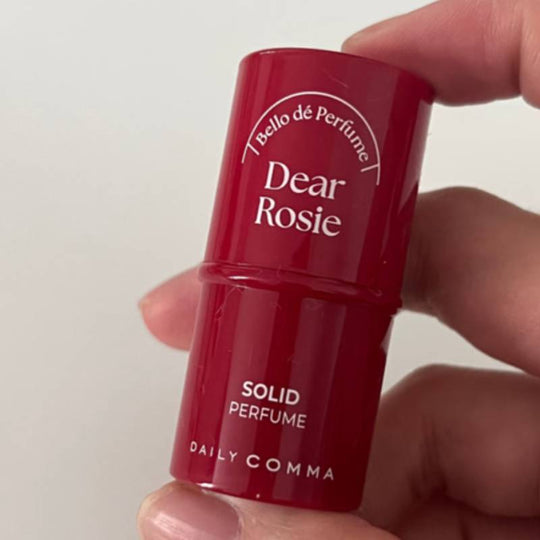 Bello dé Perfume
Dear
Rosie
SOLID
PERFUME
DAILY COMMA